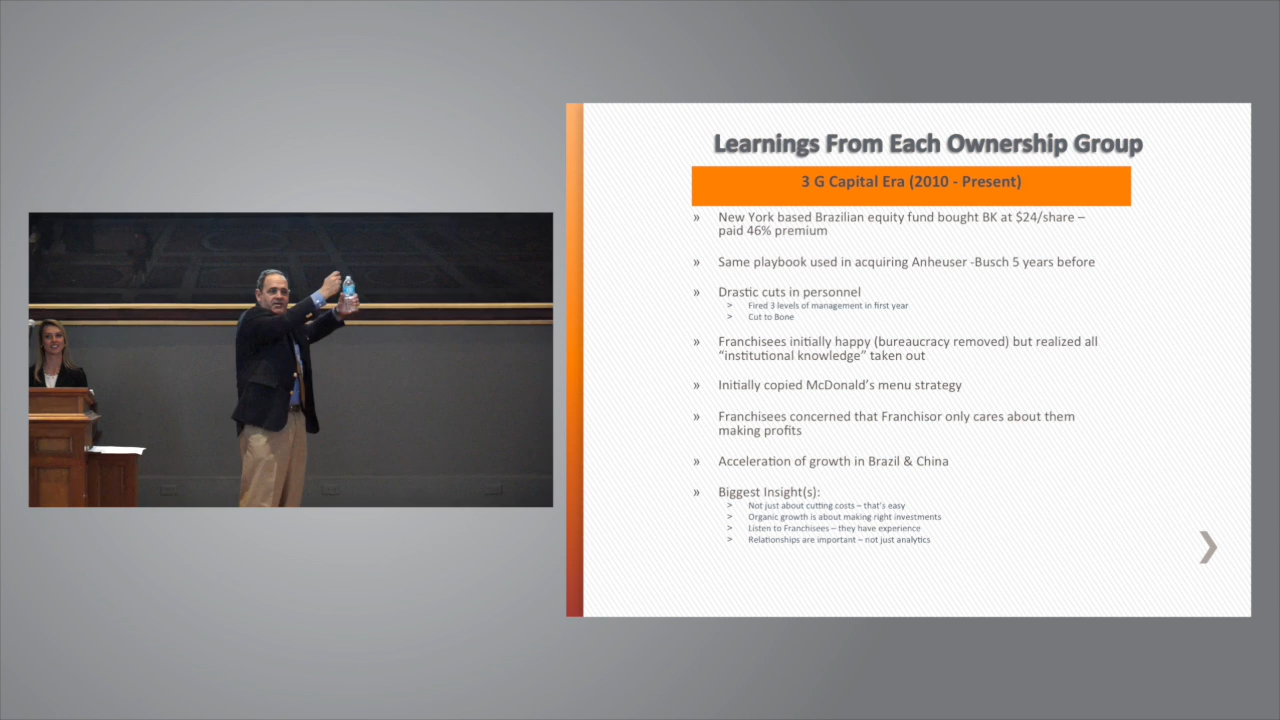 Learnings From Each Ownership Group
3 G Capital Era (2010 - Present)
» New York based Brazilian equity fund bought BK at $24/share –
paid 46% premium
» Same playbook used in acquiring Anheuser -Busch 5 years before
» Drastic cuts in personnel
> Fired 3 levels of management in first year
> Cut to Bone
» Franchisees initially happy (bureaucracy removed) but realized all
“institutional knowledge” taken out
» Initially copied McDonald’s menu strategy
» Franchisees concerned that Franchisor only cares about them
making profits
» Acceleration of growth in Brazil & China
» Biggest Insight(s):
> Not just about cutting costs – that’s easy
> Organic growth is about making right investments
> Listen to Franchisees – they have experience
> Relationships are important – not just analytics